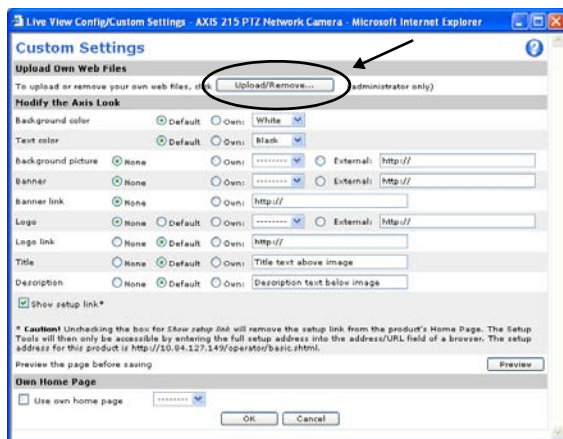 Live View Config/Custom Settings - AXIS 215 PTZ Network Camera - Microsoft Internet Explorer
Custom Settings
Upload Own Web Files
To upload or remove your own web files, click Upload/Remove... (administrator only)
Modify the Axis Look
Background color Default Own: White
Text color Default Own: Black
Background picture None Own: -------- External: http://
Banner None Own: -------- External: http://
Banner link None Own: http://
Logo None Default Own: -------- External: http://
Logo link None Default Own: http://
Title None Default Own: Title text above image
Description None Default Own: Description text below image
Show setup link*
* Caution! Unchecking the box for Show setup link will remove the setup link from the product's Home Page. The Setup
Tools will then only be accessible by entering the full setup address into the address/URL field of a browser. The setup
address for this product is http://10.84.127.149/operator/basic.shtml.
Preview the page before saving Preview
Own Home Page
Use own home page --------
OK Cancel